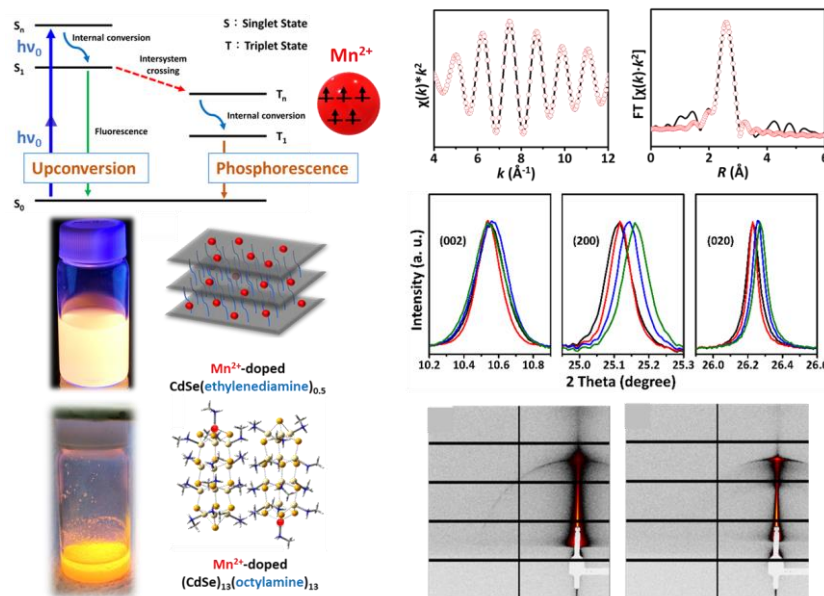 Sₙ
Internal conversion
S : Singlet State
T : Triplet State
S₁
Intersystem
crossing
Mn²⁺
hν₀
Tₙ
Internal conversion
T₁
hν₀
Fluorescence
Upconversion
Phosphorescence
S₀
Mn²⁺-doped
CdSe(ethylenediamine)₀.₅
Mn²⁺-doped
(CdSe)₁₃(octylamine)₁₃
χ(k)*k²
4 6 8 10 12
k (Å⁻¹)
FT [χ(k)·k²]
0 2 4 6
R (Å)
Intensity (a. u.)
(002)
(200)
(020)
10.2 10.4 10.6 10.8
25.0 25.1 25.2 25.3
26.0 26.2 26.4 26.6
2 Theta (degree)